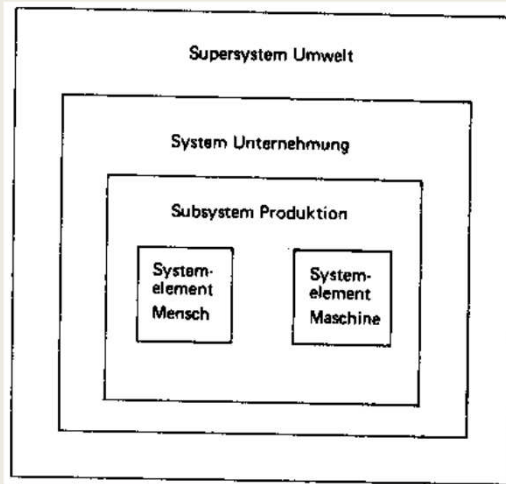 Supersystem Umwelt
System Unternehmung
Subsystem Produktion
System-
element
Mensch
System-
element
Maschine